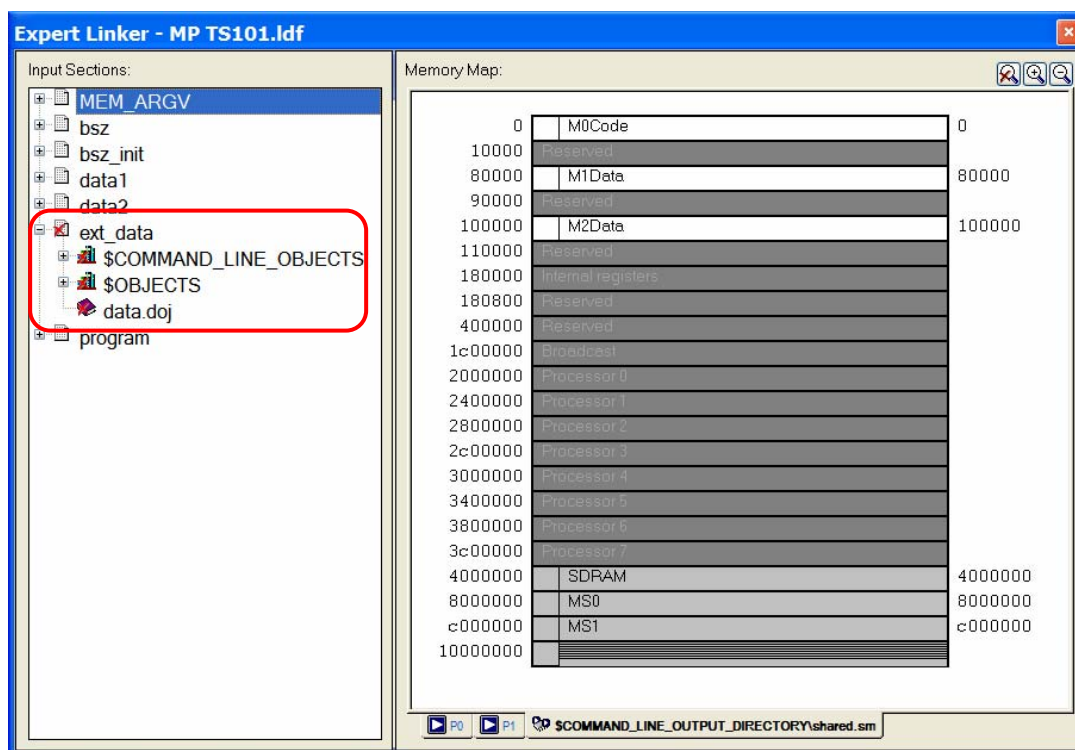 Expert Linker - MP TS101.ldf
Input Sections:
MEM_ARGV
bsz
bsz_init
data1
data2
ext_data
$COMMAND_LINE_OBJECTS
$OBJECTS
data.doj
program
Memory Map:
0 M0Code 0
10000 Reserved
80000 M1Data 80000
90000 Reserved
100000 M2Data 100000
110000 Reserved
180000 Internal registers
180800 Reserved
400000 Reserved
1c00000 Broadcast
2000000 Processor 0
2400000 Processor 1
2800000 Processor 2
2c00000 Processor 3
3000000 Processor 4
3400000 Processor 5
3800000 Processor 6
3c00000 Processor 7
4000000 SDRAM 4000000
8000000 MS0 8000000
c000000 MS1 c000000
10000000
P0 P1 $COMMAND_LINE_OUTPUT_DIRECTORY\shared.sm